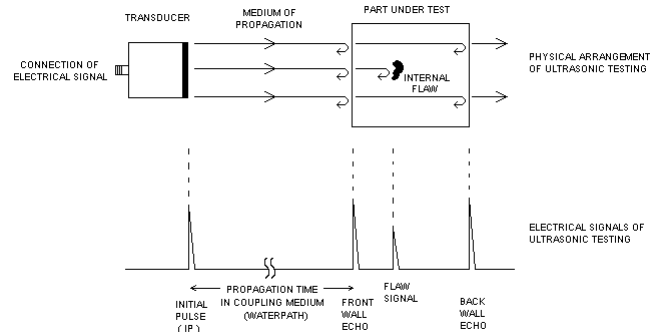 TRANSDUCER
MEDIUM OF
PROPAGATION
PART UNDER TEST
CONNECTION OF
ELECTRICAL SIGNAL
INTERNAL
FLAW
PHYSICAL ARRANGEMENT
OF ULTRASONIC TESTING
ELECTRICAL SIGNALS OF
ULTRASONIC TESTING
INITIAL
PULSE
( IP )
PROPAGATION TIME
IN COUPLING MEDIUM
(WATERPATH)
FRONT
WALL
ECHO
FLAW
SIGNAL
BACK
WALL
ECHO